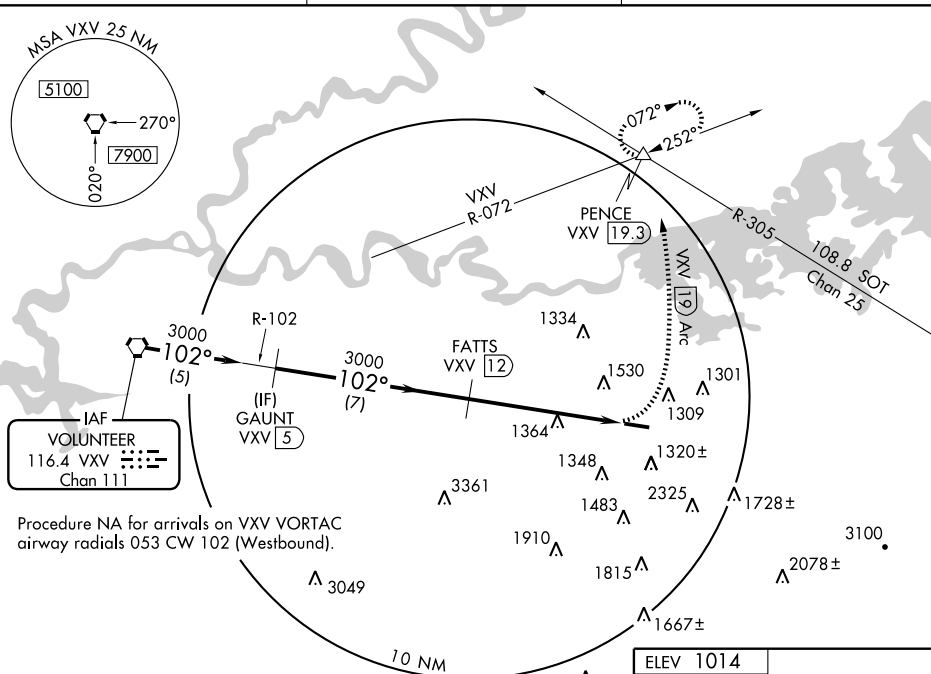 MSA VXV 25 NM
5100
270°
7900
020°
072°
252°
VXV
R-072
PENCE
VXV 19.3
R-305
108.8 SOT
Chan 25
VXV 19 Arc
R-102
3000
102°
(5)
(IF)
GAUNT
VXV 5
3000
102°
(7)
FATTS
VXV 12
1334
1530
1301
1309
1364
1348
1320±
1483
2325
1728±
3361
1910
1815
3100
2078±
3049
1667±
IAF
VOLUNTEER
116.4 VXV
Chan 111
Procedure NA for arrivals on VXV VORTAC
airway radials 053 CW 102 (Westbound).
10 NM
ELEV 1014